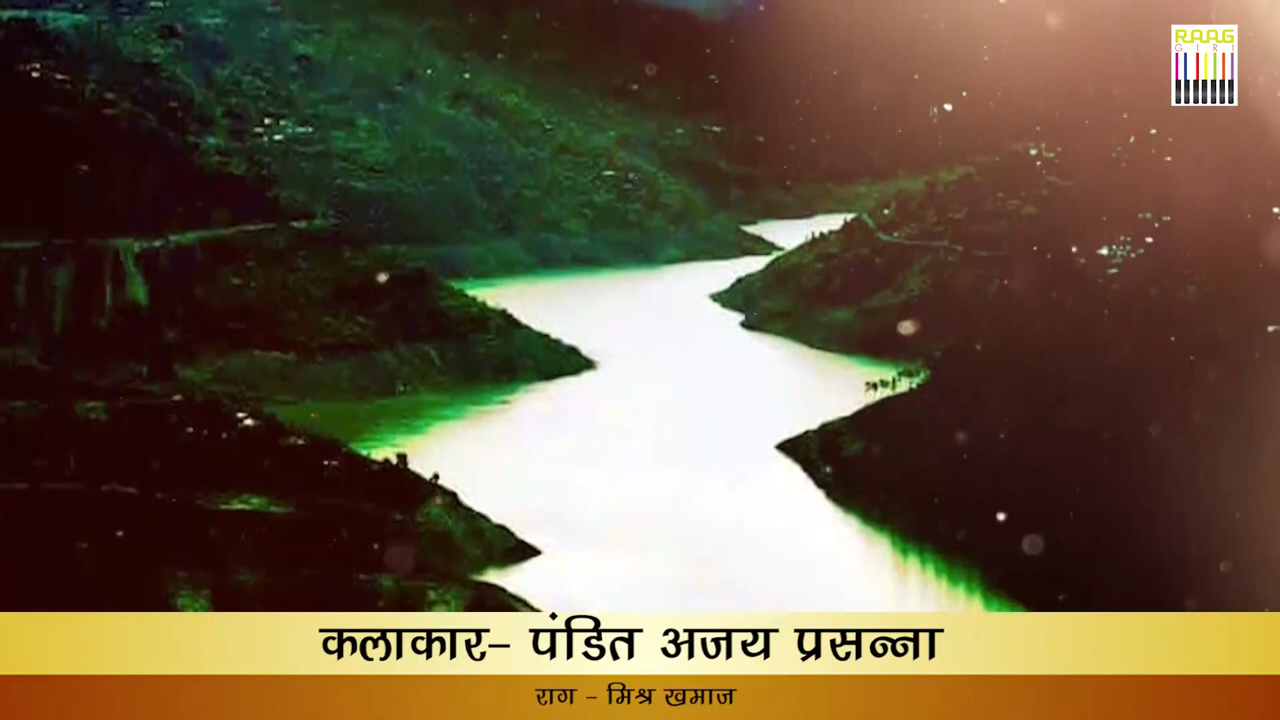 RAAG
GIRI
कलाकार– पंडित अजय प्रसन्ना
राग – मिश्र खमाज